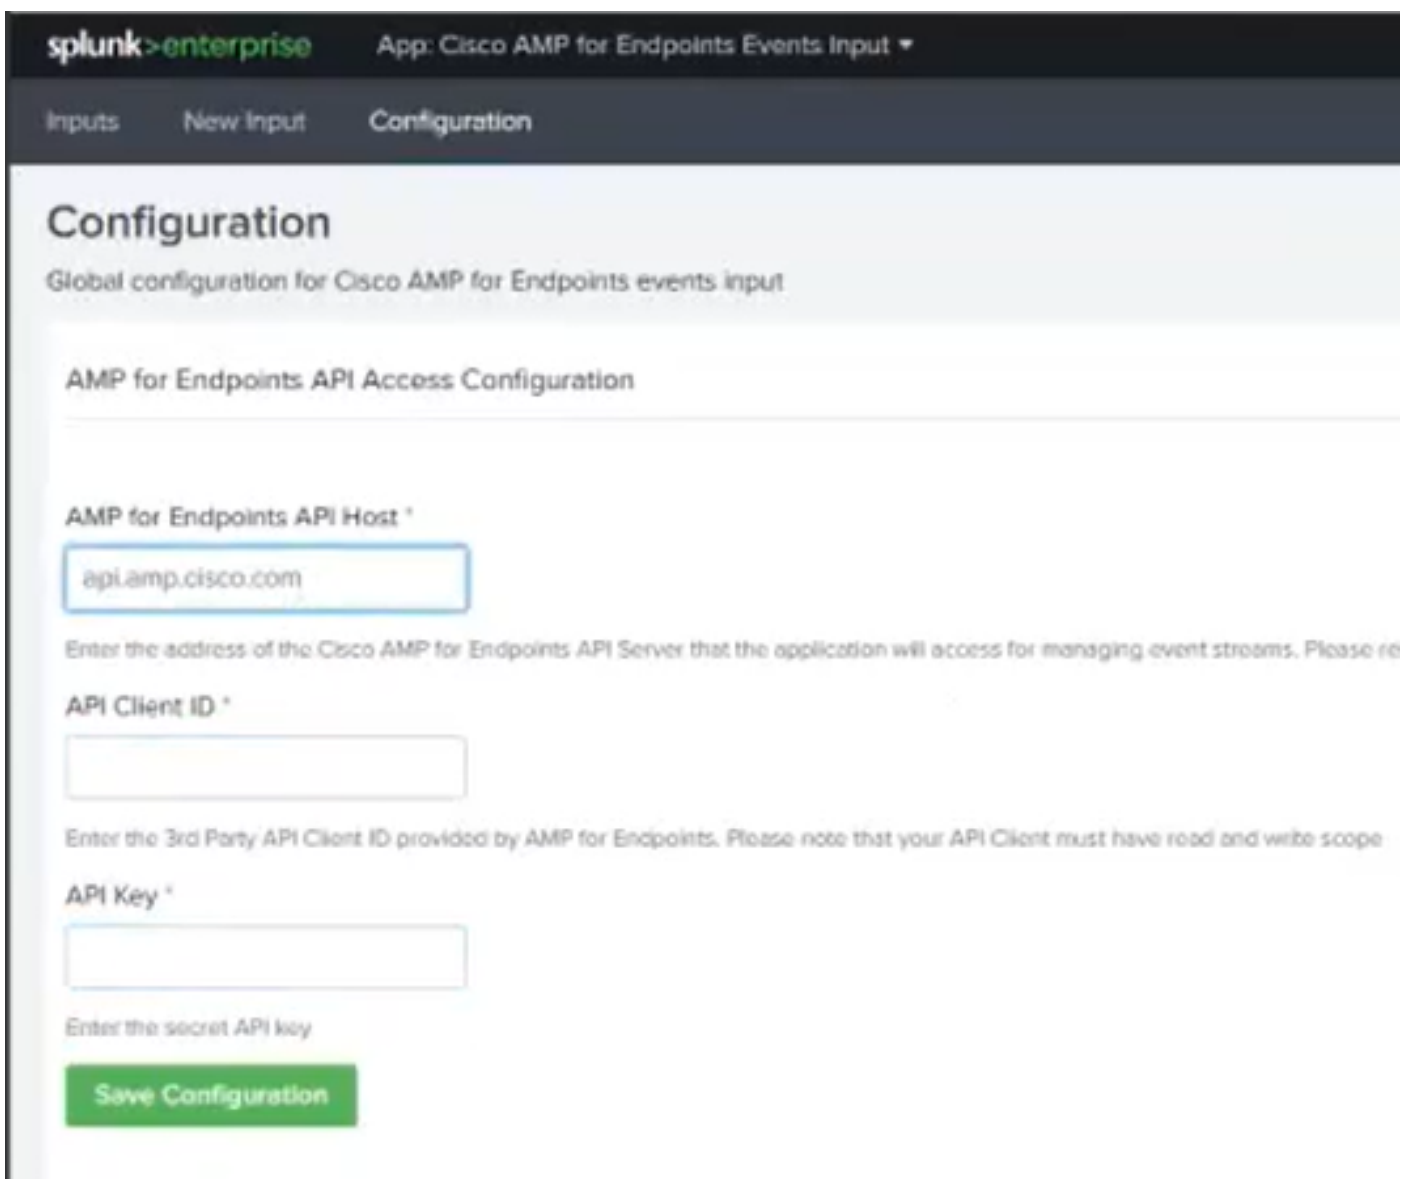 splunk>enterprise App: Cisco AMP for Endpoints Events Input
Inputs New Input Configuration
Configuration
Global configuration for Cisco AMP for Endpoints events input
AMP for Endpoints API Access Configuration
AMP for Endpoints API Host *
api.amp.cisco.com
Enter the address of the Cisco AMP for Endpoints API Server that the application will access for managing event streams. Please re
API Client ID *
Enter the 3rd Party API Client ID provided by AMP for Endpoints. Please note that your API Client must have read and write scope
API Key *
Enter the secret API key
Save Configuration